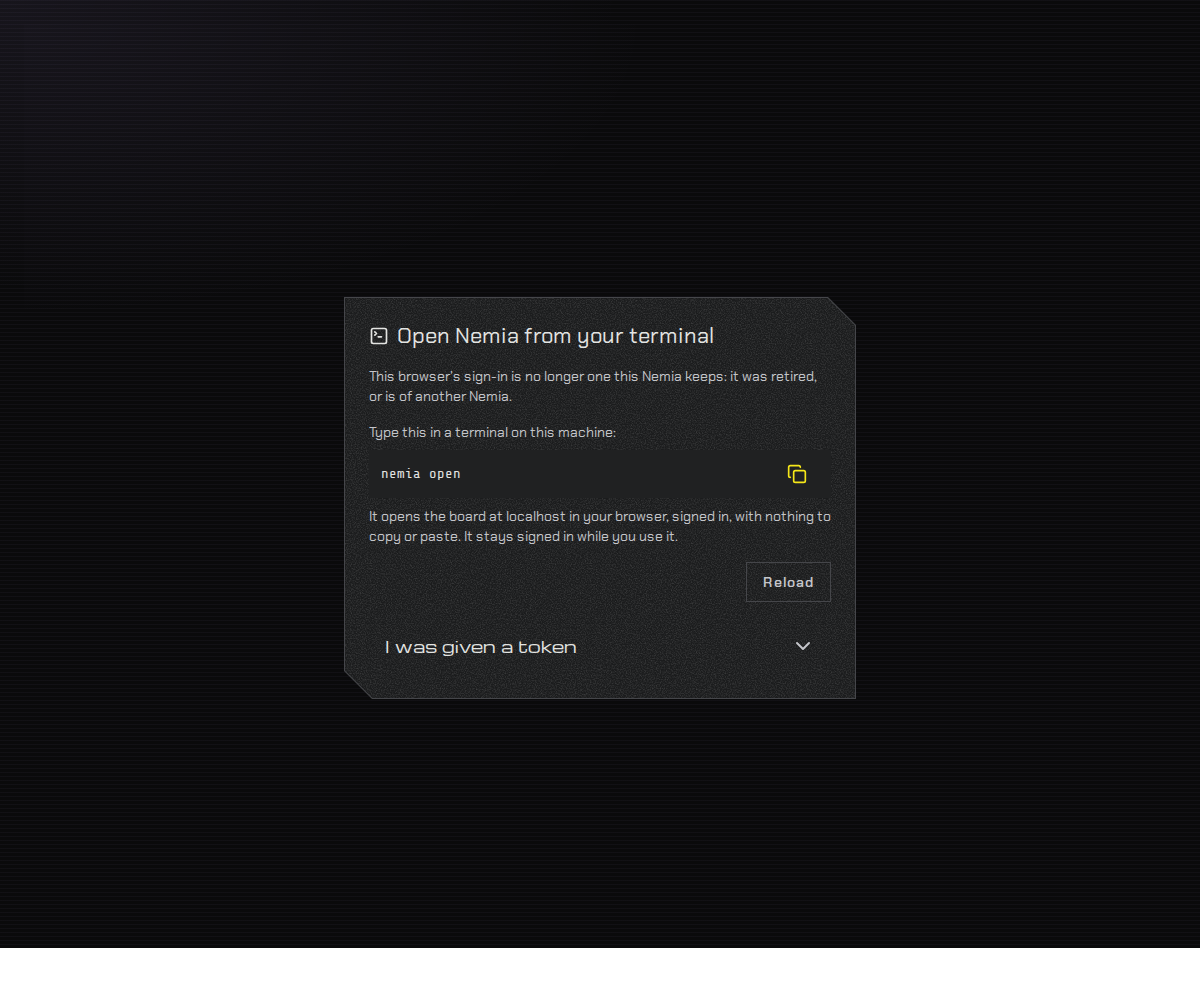 Open Nemia from your terminal
This browser's sign-in is no longer one this Nemia keeps: it was retired,
or is of another Nemia.
Type this in a terminal on this machine:
nemia open
It opens the board at localhost in your browser, signed in, with nothing to
copy or paste. It stays signed in while you use it.
Reload
I was given a token